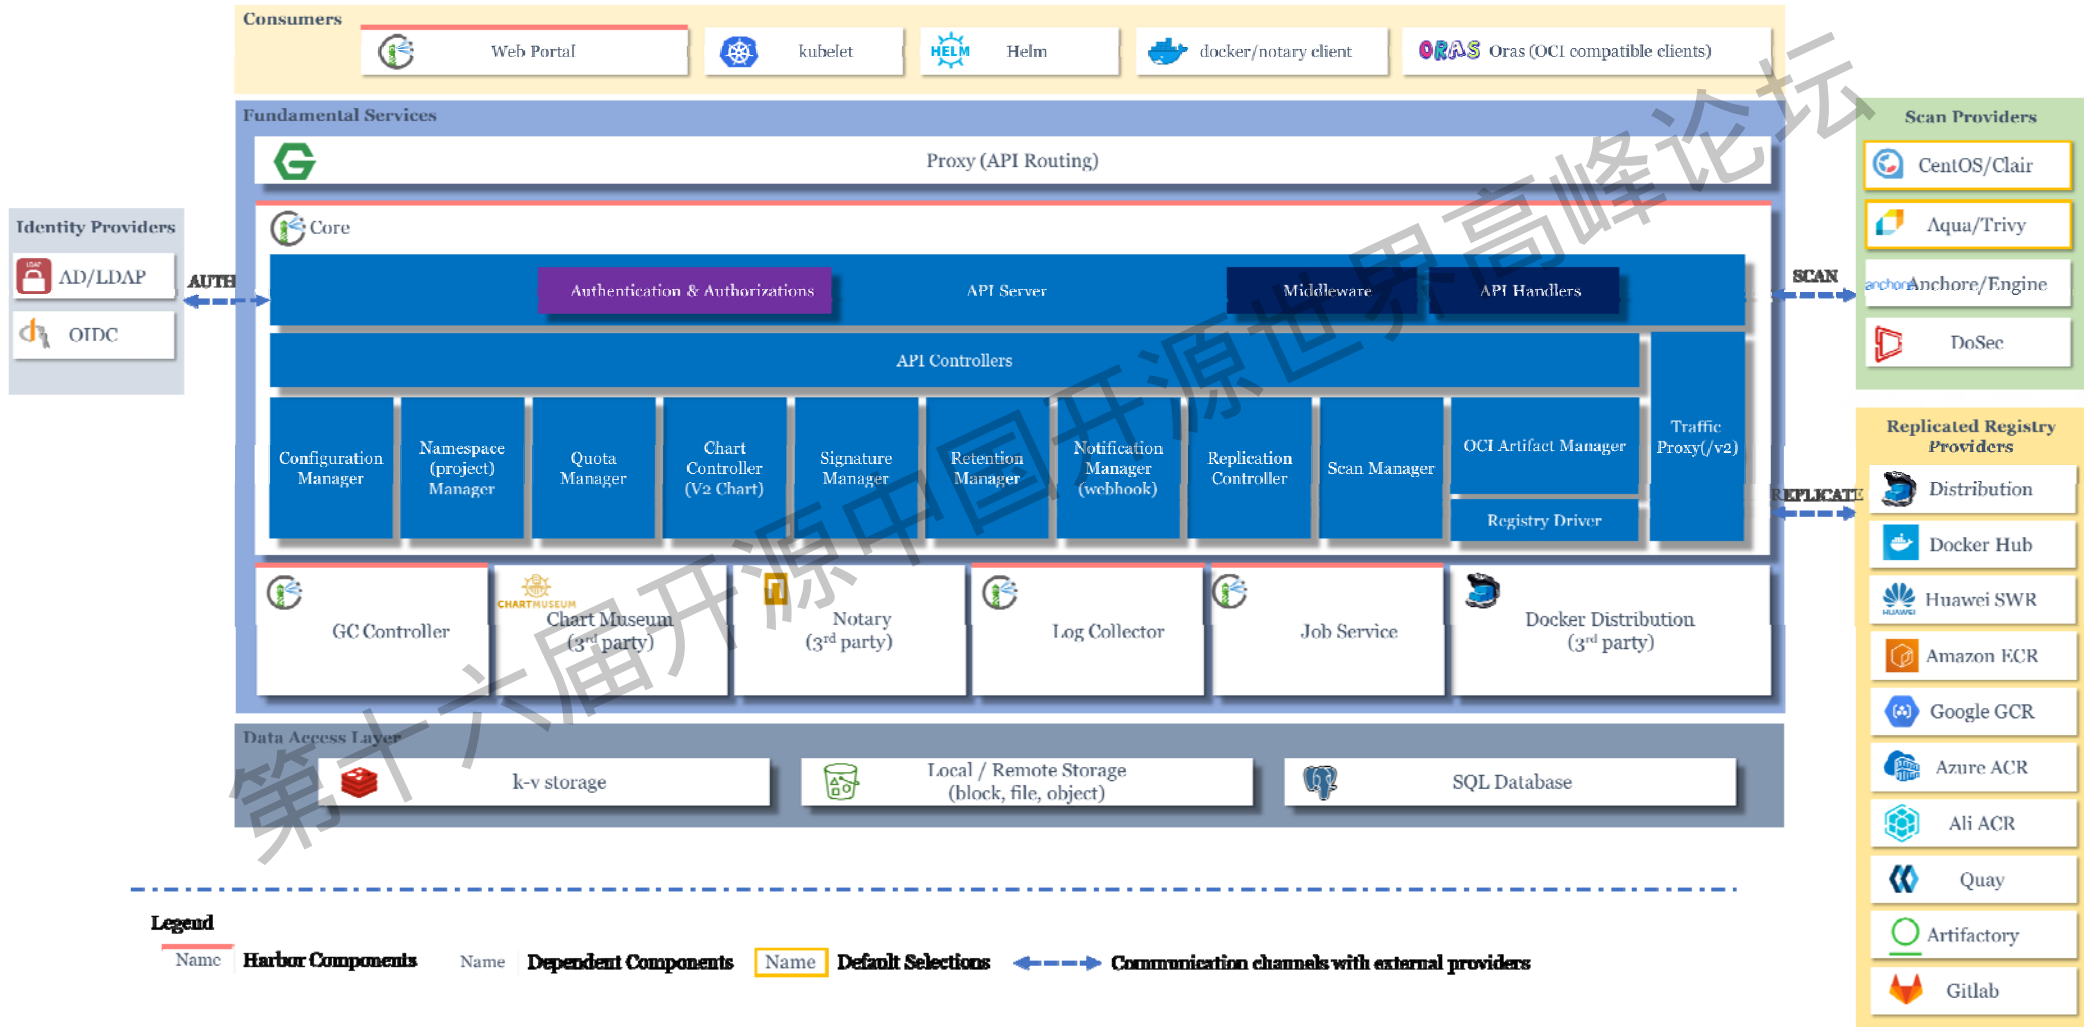 Consumers
Web Portal
kubelet
HELM
Helm
docker/notary client
ORAS
Oras (OCI compatible clients)
Fundamental Services
Proxy (API Routing)
Core
Authentication & Authorizations
API Server
Middleware
API Handlers
API Controllers
Configuration
Manager
Namespace
(project)
Manager
Quota
Manager
Chart
Controller
(V2 Chart)
Signature
Manager
Retention
Manager
Notification
Manager
(webhook)
Replication
Controller
Scan Manager
OCI Artifact Manager
Registry Driver
Traffic
Proxy(/v2)
GC Controller
CHARTMUSEUM
Chart Museum
(3rd party)
Notary
(3rd party)
Log Collector
Job Service
Docker Distribution
(3rd party)
Data Access Layer
k-v storage
Local / Remote Storage
(block, file, object)
SQL Database
Identity Providers
LDAP
AD/LDAP
OIDC
AUTH
SCAN
REPLICATE
Scan Providers
CentOS/Clair
Aqua/Trivy
anchore
Anchore/Engine
DoSec
Replicated Registry
Providers
Distribution
Docker Hub
HUAWEI
Huawei SWR
Amazon ECR
Google GCR
Azure ACR
Ali ACR
Quay
Artifactory
Gitlab
Legend
Name
Harbor Components
Name
Dependent Components
Name
Default Selections
Communication channels with external providers
第十六届开源中国开源世界高峰论坛